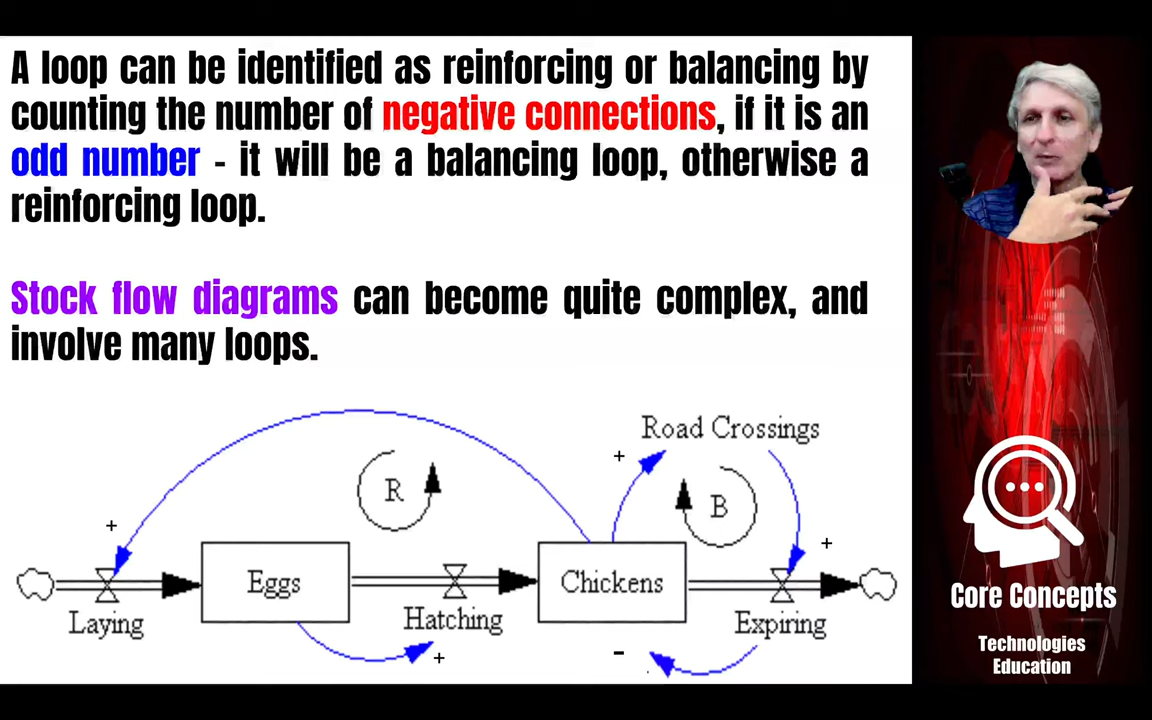 A loop can be identified as reinforcing or balancing by
counting the number of negative connections, if it is an
odd number - it will be a balancing loop, otherwise a
reinforcing loop.
Stock flow diagrams can become quite complex, and
involve many loops.
Road Crossings
+
R
B
+
+
Eggs
Chickens
Laying
Hatching
Expiring
+
-
Core Concepts
Technologies
Education